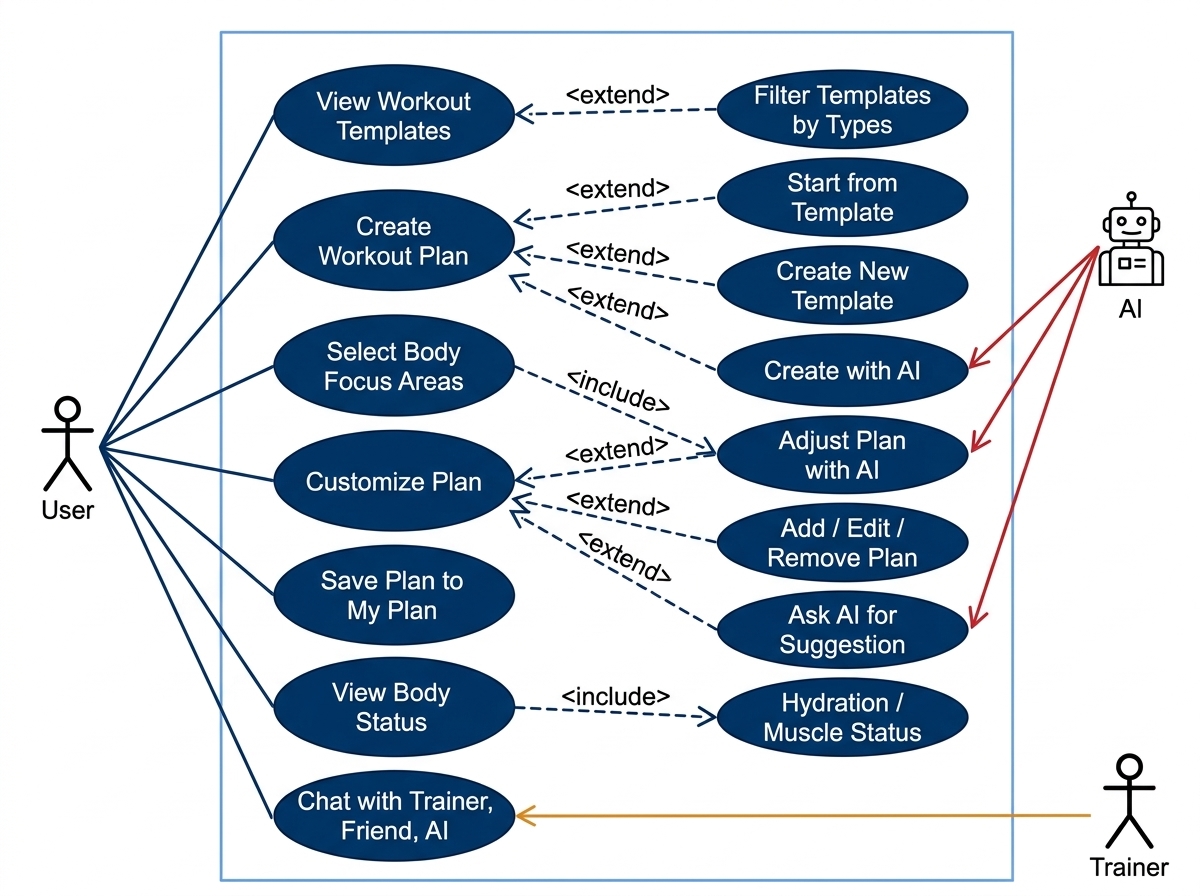 View Workout
Templates
<extend>
Filter Templates
by Types
Create
Workout Plan
<extend>
Start from
Template
<extend>
Create New
Template
<extend>
Create with AI
AI
Select Body
Focus Areas
<include>
Adjust Plan
with AI
User
Customize Plan
<extend>
<extend>
Add / Edit /
Remove Plan
<extend>
Ask AI for
Suggestion
Save Plan to
My Plan
View Body
Status
<include>
Hydration /
Muscle Status
Chat with Trainer,
Friend, AI
Trainer